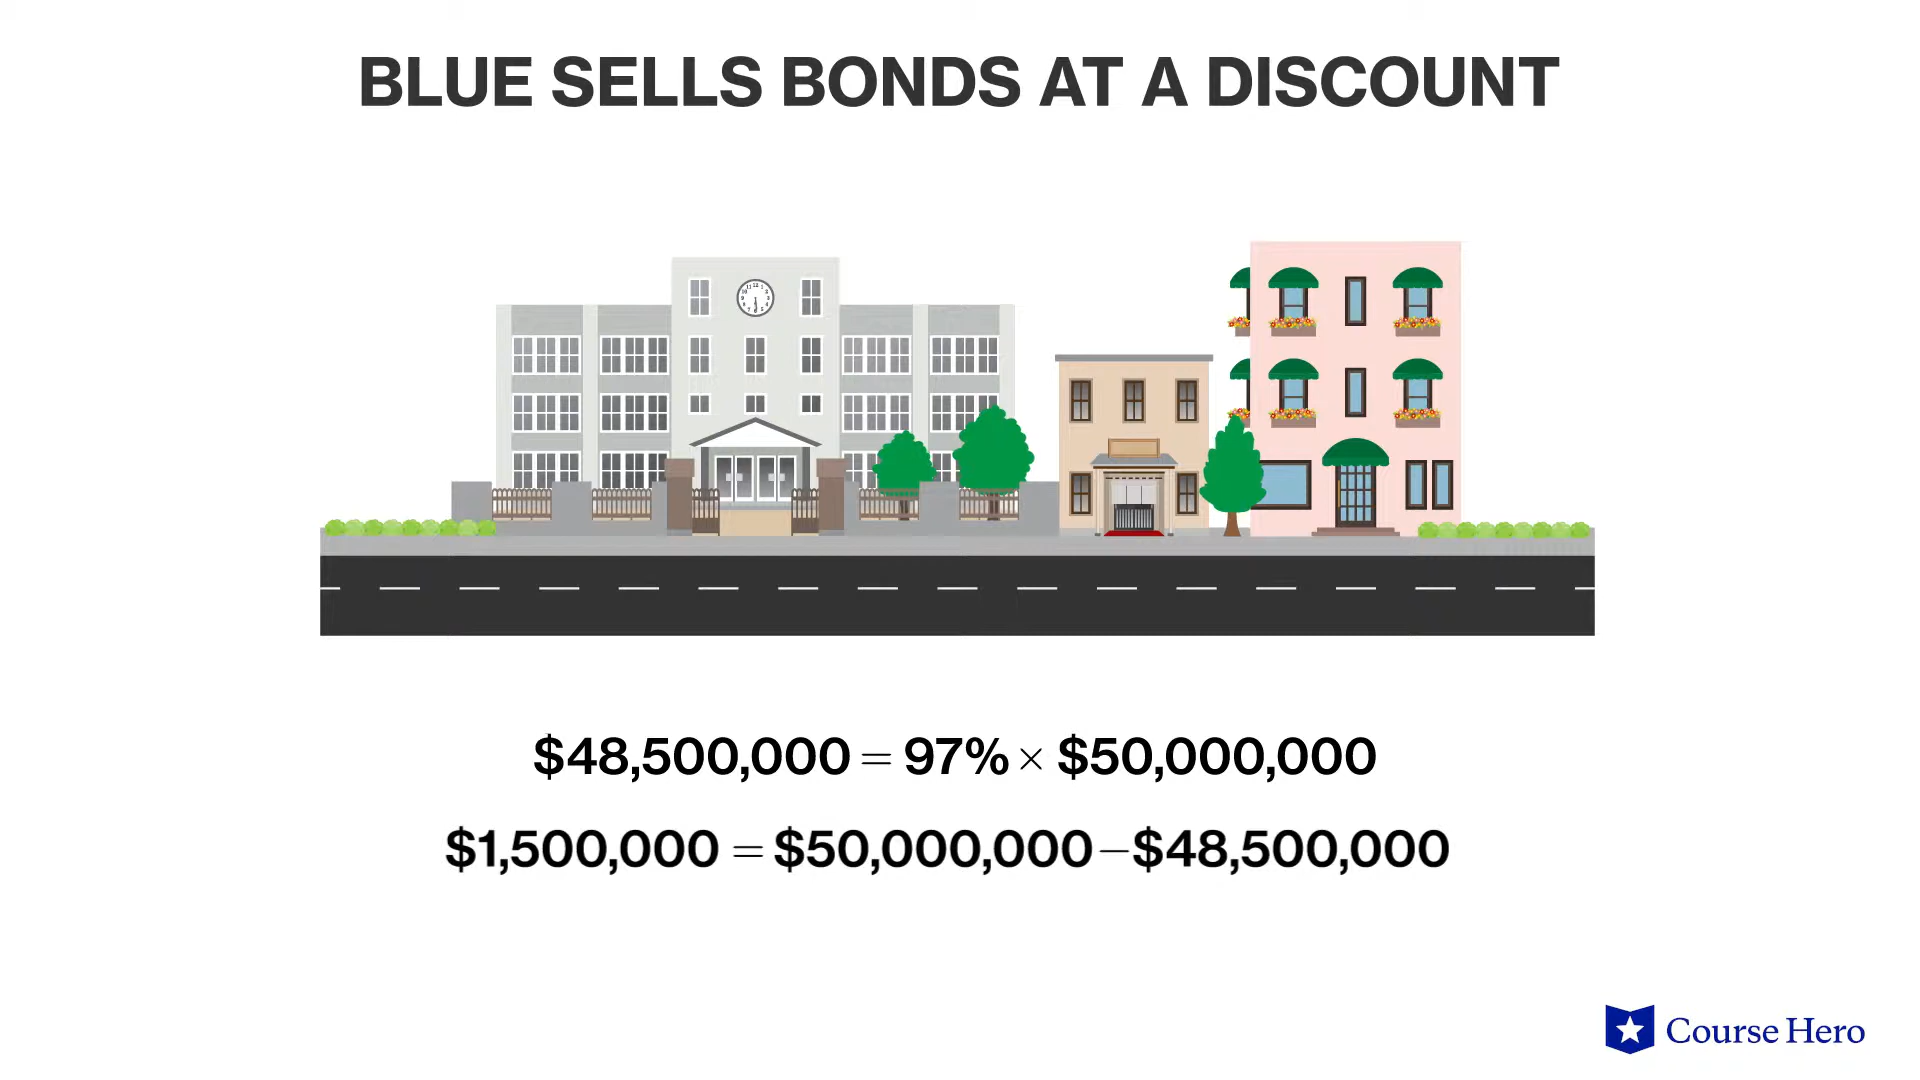 BLUE SELLS BONDS AT A DISCOUNT
$48,500,000 = 97% × $50,000,000
$1,500,000 = $50,000,000 – $48,500,000
Course Hero